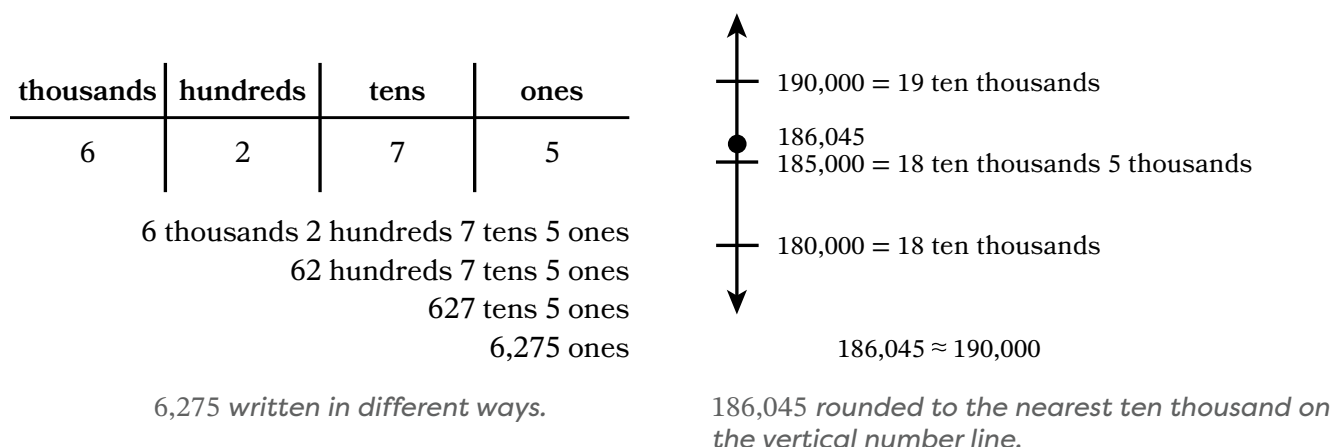 thousands hundreds tens ones
6 2 7 5
6 thousands 2 hundreds 7 tens 5 ones
62 hundreds 7 tens 5 ones
627 tens 5 ones
6,275 ones
6,275 written in different ways.
190,000 = 19 ten thousands
186,045
185,000 = 18 ten thousands 5 thousands
180,000 = 18 ten thousands
186,045 ≈ 190,000
186,045 rounded to the nearest ten thousand on
the vertical number line.